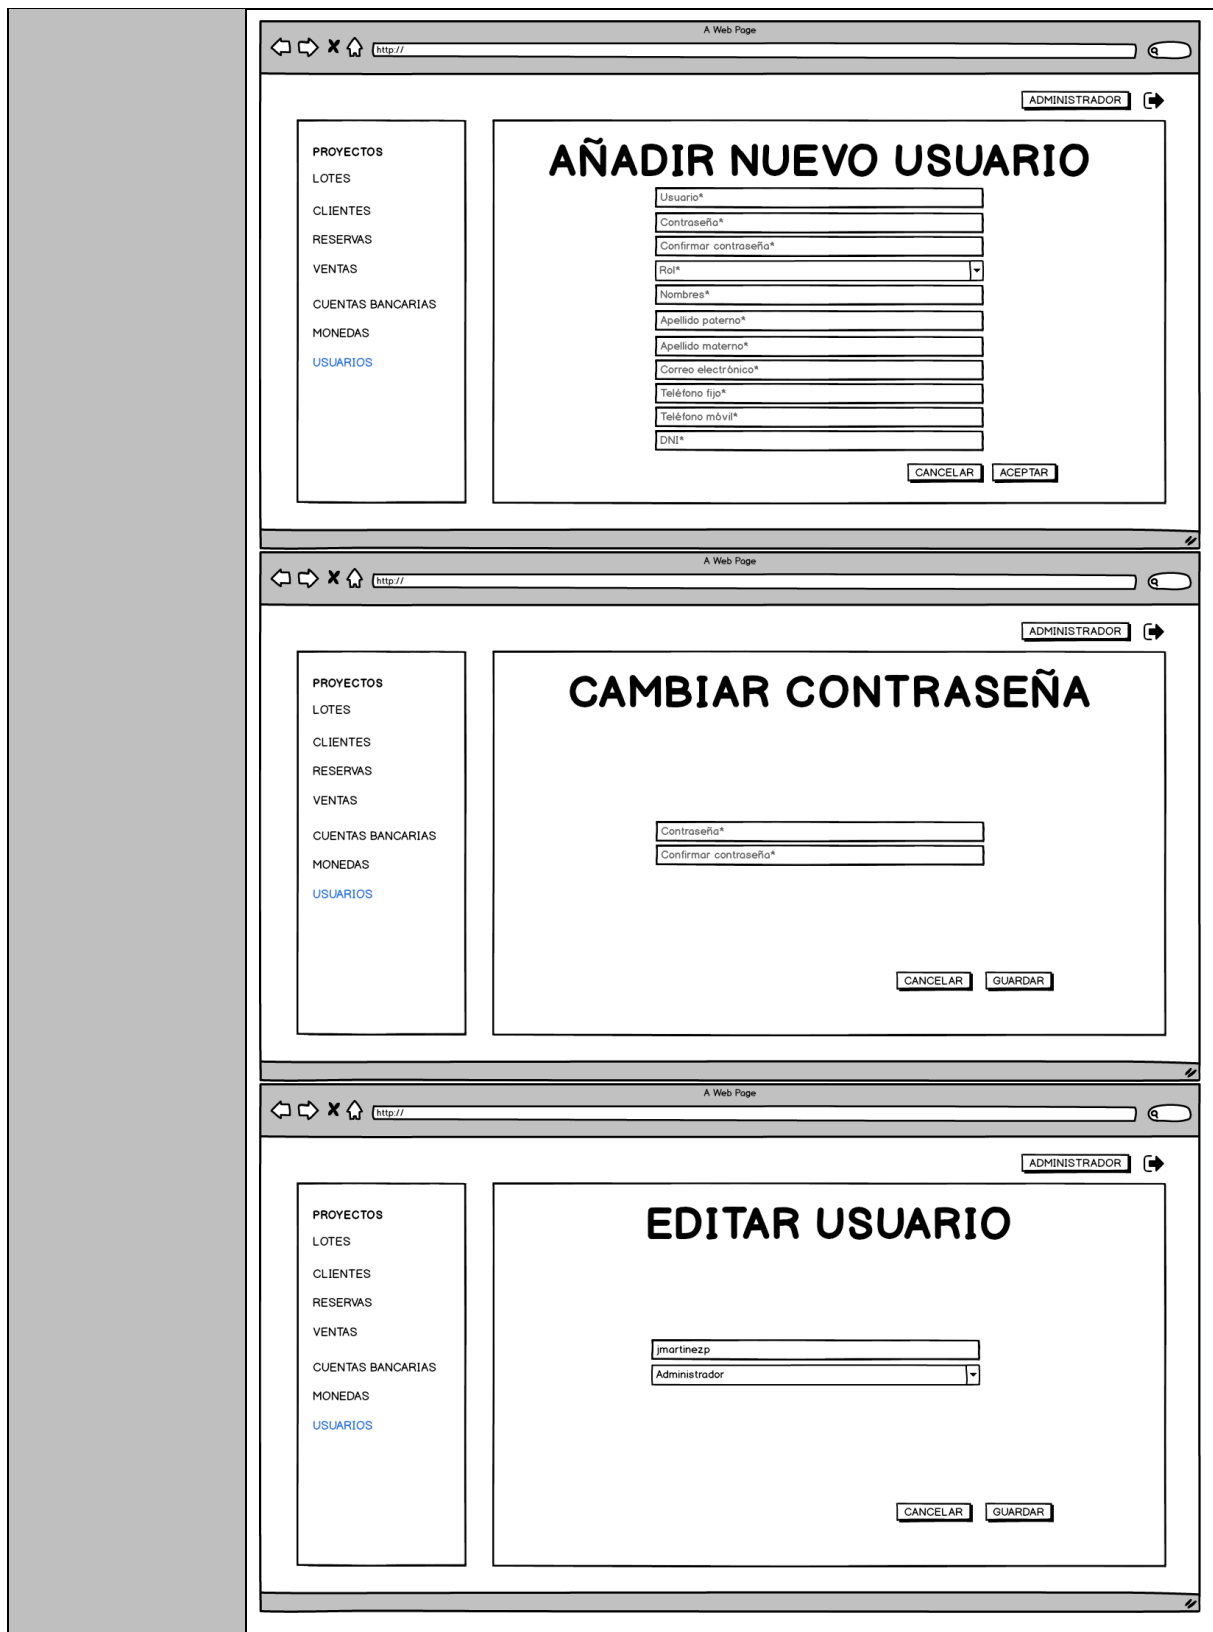 A Web Page
http://
ADMINISTRADOR
PROYECTOS
LOTES
CLIENTES
RESERVAS
VENTAS
CUENTAS BANCARIAS
MONEDAS
USUARIOS
AÑADIR NUEVO USUARIO
Usuario*
Contraseña*
Confirmar contraseña*
Rol*
Nombres*
Apellido paterno*
Apellido materno*
Correo electrónico*
Teléfono fijo*
Teléfono móvil*
DNI*
CANCELAR ACEPTAR
A Web Page
http://
ADMINISTRADOR
PROYECTOS
LOTES
CLIENTES
RESERVAS
VENTAS
CUENTAS BANCARIAS
MONEDAS
USUARIOS
CAMBIAR CONTRASEÑA
Contraseña*
Confirmar contraseña*
CANCELAR GUARDAR
A Web Page
http://
ADMINISTRADOR
PROYECTOS
LOTES
CLIENTES
RESERVAS
VENTAS
CUENTAS BANCARIAS
MONEDAS
USUARIOS
EDITAR USUARIO
jmartinezp
Administrador
CANCELAR GUARDAR